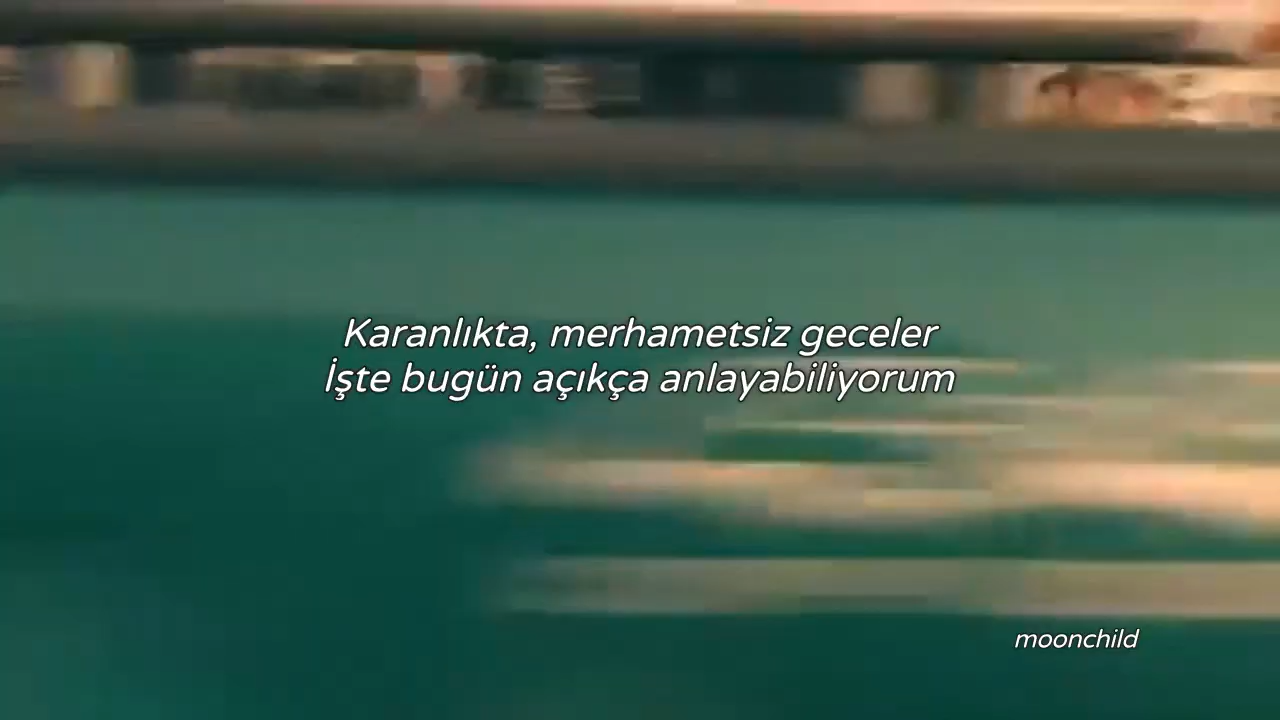 Karanlıkta, merhametsiz geceler
İşte bugün açıkça anlayabiliyorum
moonchild